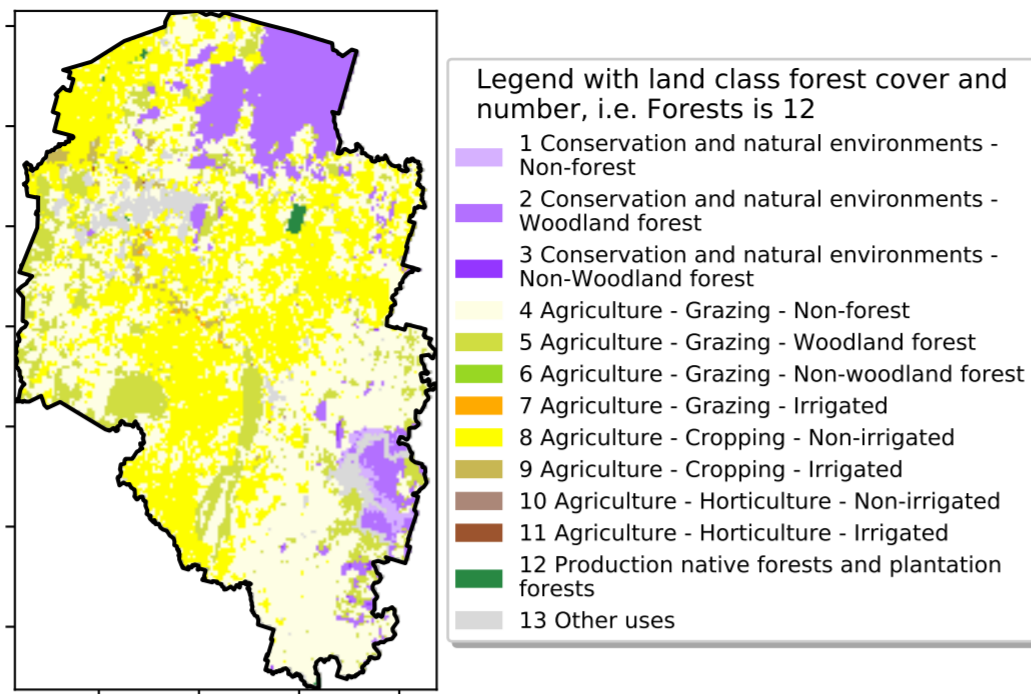 Legend with land class forest cover and
number, i.e. Forests is 12
1 Conservation and natural environments -
Non-forest
2 Conservation and natural environments -
Woodland forest
3 Conservation and natural environments -
Non-Woodland forest
4 Agriculture - Grazing - Non-forest
5 Agriculture - Grazing - Woodland forest
6 Agriculture - Grazing - Non-woodland forest
7 Agriculture - Grazing - Irrigated
8 Agriculture - Cropping - Non-irrigated
9 Agriculture - Cropping - Irrigated
10 Agriculture - Horticulture - Non-irrigated
11 Agriculture - Horticulture - Irrigated
12 Production native forests and plantation
forests
13 Other uses